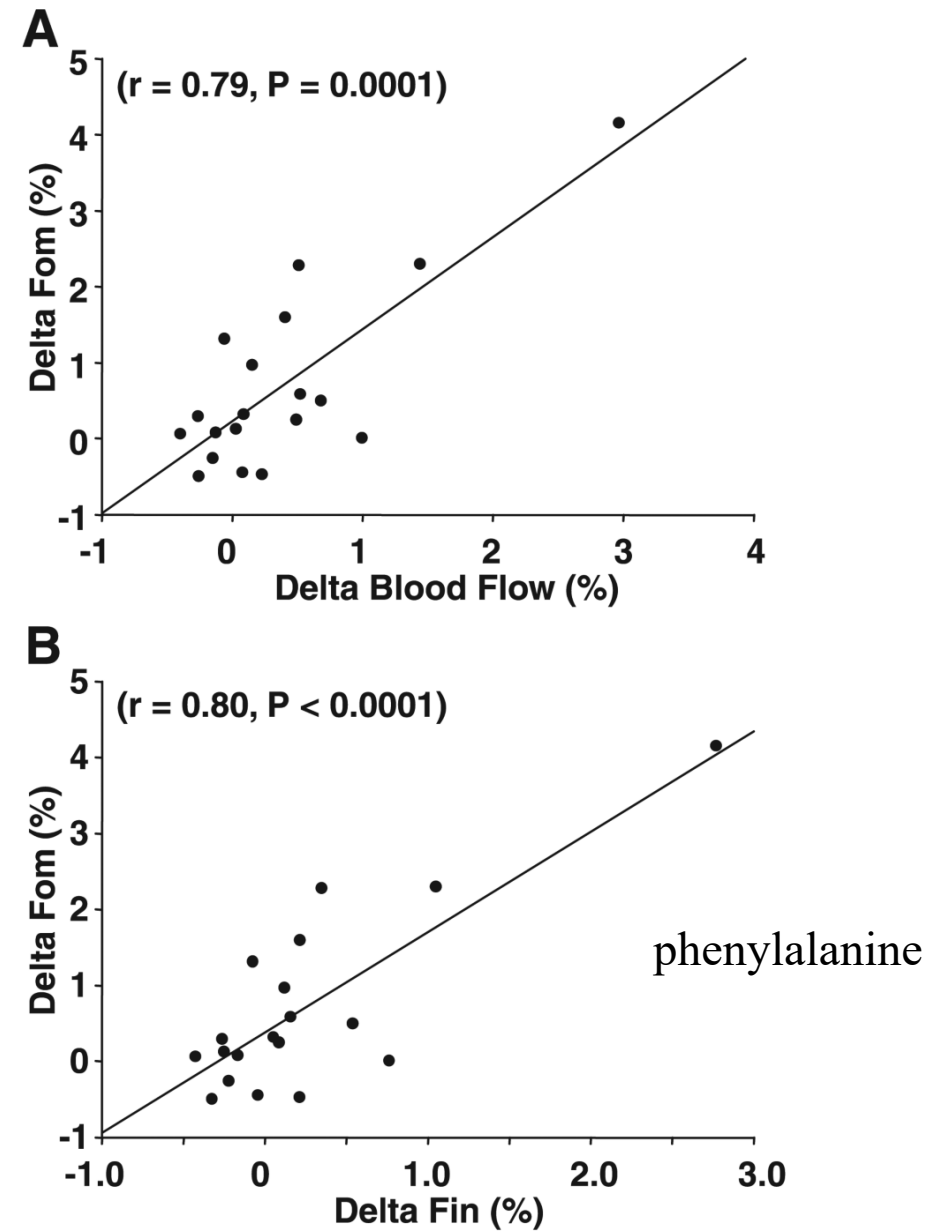 A
(r = 0.79, P = 0.0001)
5
4
3
2
1
0
-1
Delta Fom (%)
-1 0 1 2 3 4
Delta Blood Flow (%)
B
(r = 0.80, P < 0.0001)
5
4
3
2
1
0
-1
Delta Fom (%)
phenylalanine
-1.0 0 1.0 2.0 3.0
Delta Fin (%)